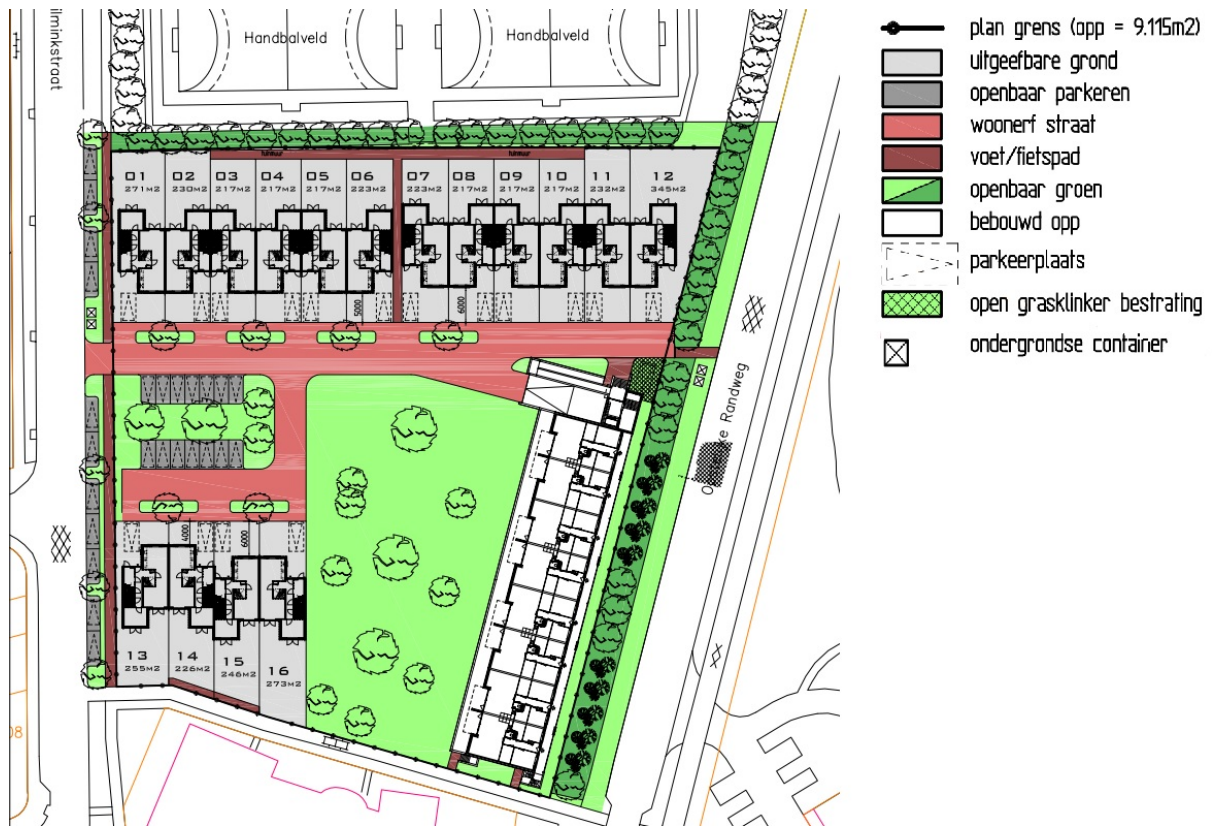 ilminkstraat
Handbalveld
Handbalveld
01
271M2
02
230M2
03
217M2
04
217M2
05
217M2
06
223M2
07
223M2
08
217M2
09
217M2
10
217M2
11
232M2
12
345M2
5000
6000
4000
6000
13
255M2
14
226M2
15
246M2
16
273M2
Randweg
08
plan grens (opp = 9.115m2)
uitgeefbare grond
openbaar parkeren
woonerf straat
voet/fietspad
openbaar groen
bebouwd opp
parkeerplaats
open grasklinker bestrating
ondergrondse container